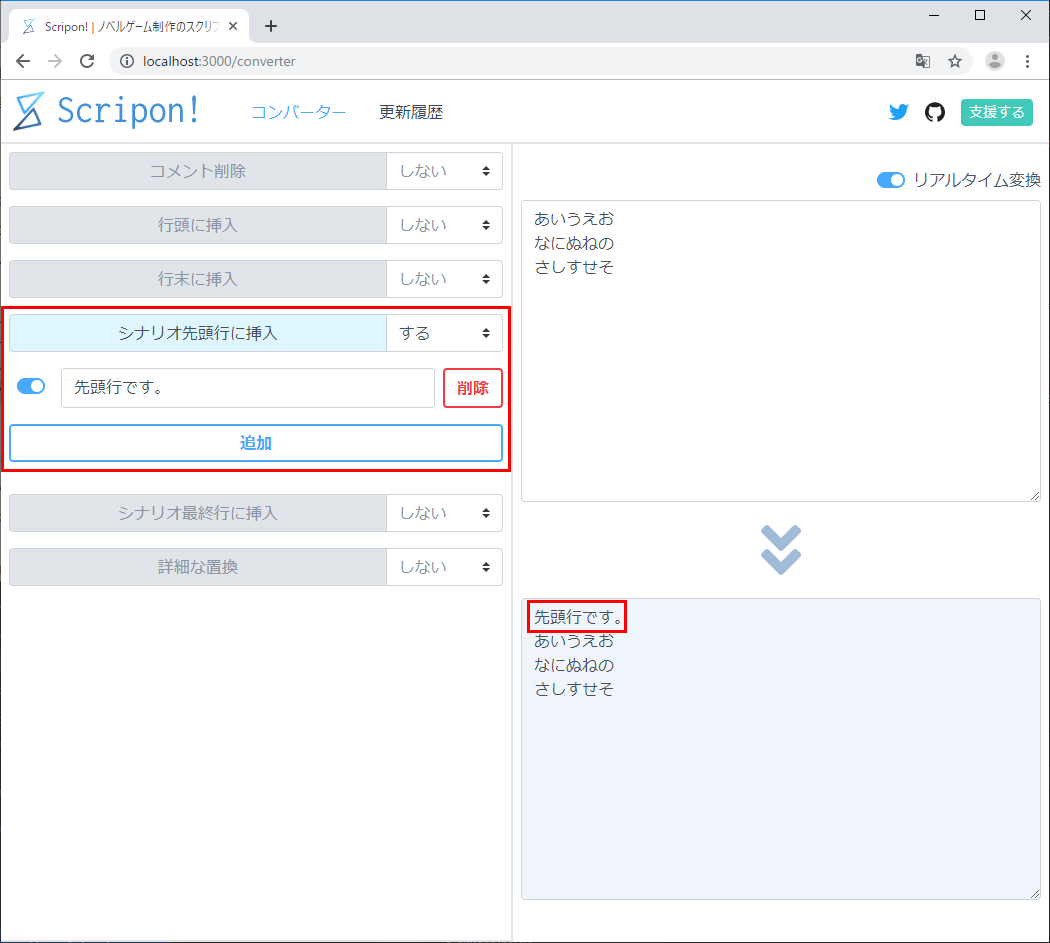 Scripon! | ノベルゲーム制作のスクリプ
localhost:3000/converter
Scripon!
コンバーター
更新履歴
支援する
コメント削除 しない
行頭に挿入 しない
行末に挿入 しない
シナリオ先頭行に挿入 する
先頭行です。 削除
追加
シナリオ最終行に挿入 しない
詳細な置換 しない
リアルタイム変換
あいうえお
なにぬねの
さしすせそ
先頭行です。
あいうえお
なにぬねの
さしすせそ